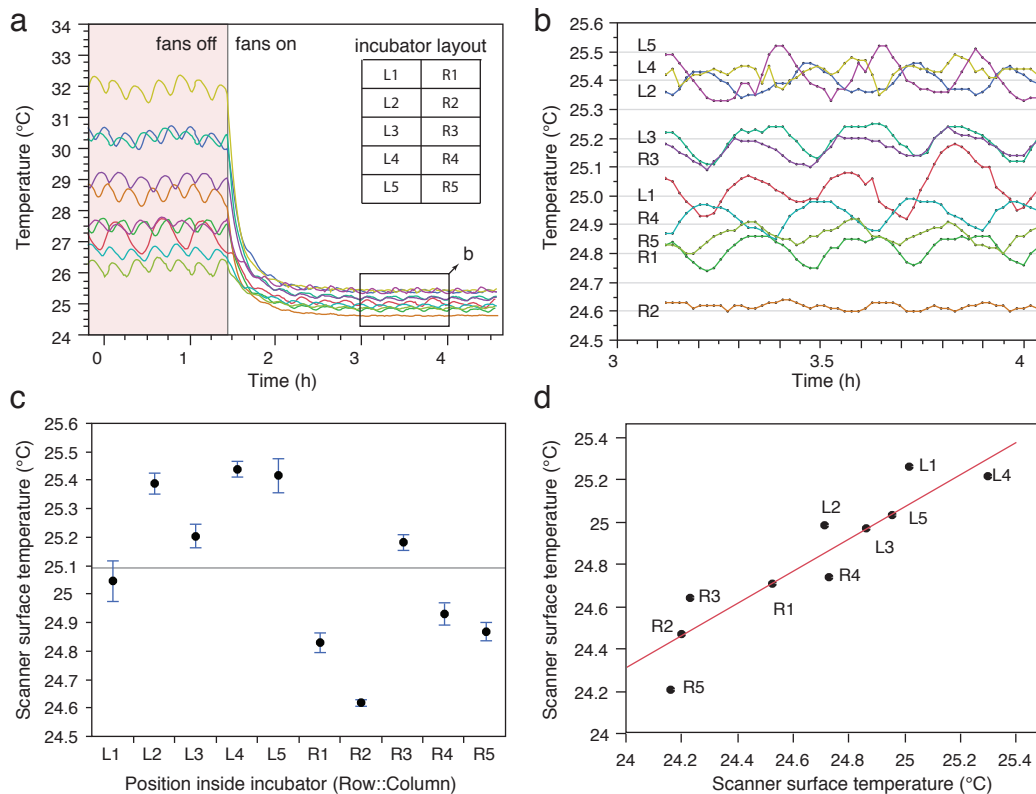 a
34
33
32
31
30
29
28
27
26
25
24
Temperature (°C)
fans off
fans on
incubator layout
L1 R1
L2 R2
L3 R3
L4 R4
L5 R5
b
0 1 2 3 4
Time (h)
b
25.6
25.5
25.4
25.3
25.2
25.1
25.0
24.9
24.8
24.7
24.6
24.5
Temperature (°C)
L5
L4
L2
L3
R3
L1
R4
R5
R1
R2
3 3.5 4
Time (h)
c
25.6
25.5
25.4
25.3
25.2
25.1
25
24.9
24.8
24.7
24.6
24.5
Scanner surface temperature (°C)
L1 L2 L3 L4 L5 R1 R2 R3 R4 R5
Position inside incubator (Row::Column)
d
25.4
25.2
25
24.8
24.6
24.4
24.2
24
Scanner surface temperature (°C)
L1
L4
L2
L5
L3
R4
R3
R1
R2
R5
24 24.2 24.4 24.6 24.8 25 25.2 25.4
Scanner surface temperature (°C)